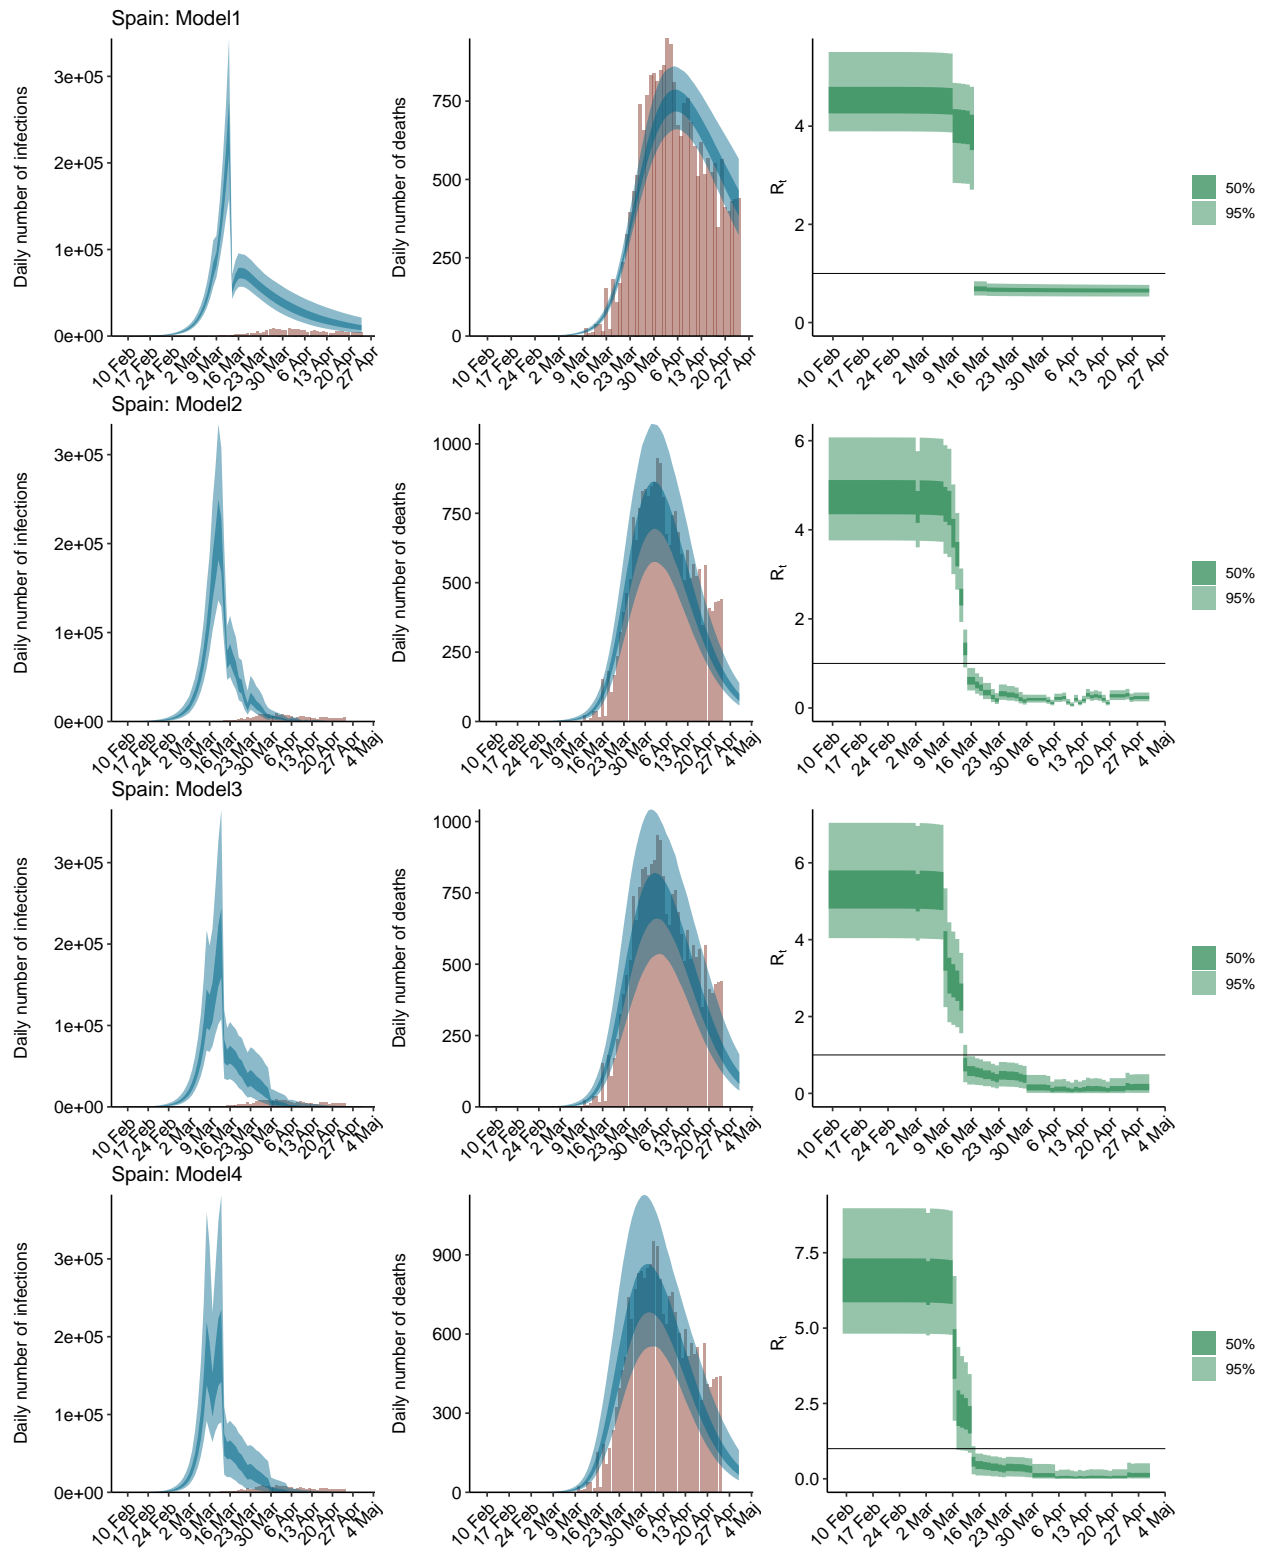 Spain: Model1
Daily number of infections
3e+05
2e+05
1e+05
0e+00
10 Feb
17 Feb
24 Feb
2 Mar
9 Mar
16 Mar
23 Mar
30 Mar
6 Apr
13 Apr
20 Apr
27 Apr
Daily number of deaths
750
500
250
0
10 Feb
17 Feb
24 Feb
2 Mar
9 Mar
16 Mar
23 Mar
30 Mar
6 Apr
13 Apr
20 Apr
27 Apr
Rt
4
2
0
10 Feb
17 Feb
24 Feb
2 Mar
9 Mar
16 Mar
23 Mar
30 Mar
6 Apr
13 Apr
20 Apr
27 Apr
50%
95%
Spain: Model2
Daily number of infections
3e+05
2e+05
1e+05
0e+00
10 Feb
17 Feb
24 Feb
2 Mar
9 Mar
16 Mar
23 Mar
30 Mar
6 Apr
13 Apr
20 Apr
27 Apr
4 Maj
Daily number of deaths
1000
750
500
250
0
10 Feb
17 Feb
24 Feb
2 Mar
9 Mar
16 Mar
23 Mar
30 Mar
6 Apr
13 Apr
20 Apr
27 Apr
4 Maj
Rt
6
4
2
0
10 Feb
17 Feb
24 Feb
2 Mar
9 Mar
16 Mar
23 Mar
30 Mar
6 Apr
13 Apr
20 Apr
27 Apr
4 Maj
50%
95%
Spain: Model3
Daily number of infections
3e+05
2e+05
1e+05
0e+00
10 Feb
17 Feb
24 Feb
2 Mar
9 Mar
16 Mar
23 Mar
30 Mar
6 Apr
13 Apr
20 Apr
27 Apr
4 Maj
Daily number of deaths
1000
750
500
250
0
10 Feb
17 Feb
24 Feb
2 Mar
9 Mar
16 Mar
23 Mar
30 Mar
6 Apr
13 Apr
20 Apr
27 Apr
4 Maj
Rt
6
4
2
0
10 Feb
17 Feb
24 Feb
2 Mar
9 Mar
16 Mar
23 Mar
30 Mar
6 Apr
13 Apr
20 Apr
27 Apr
4 Maj
50%
95%
Spain: Model4
Daily number of infections
3e+05
2e+05
1e+05
0e+00
10 Feb
17 Feb
24 Feb
2 Mar
9 Mar
16 Mar
23 Mar
30 Mar
6 Apr
13 Apr
20 Apr
27 Apr
4 Maj
Daily number of deaths
900
600
300
0
10 Feb
17 Feb
24 Feb
2 Mar
9 Mar
16 Mar
23 Mar
30 Mar
6 Apr
13 Apr
20 Apr
27 Apr
4 Maj
Rt
7.5
5.0
2.5
0.0
10 Feb
17 Feb
24 Feb
2 Mar
9 Mar
16 Mar
23 Mar
30 Mar
6 Apr
13 Apr
20 Apr
27 Apr
4 Maj
50%
95%